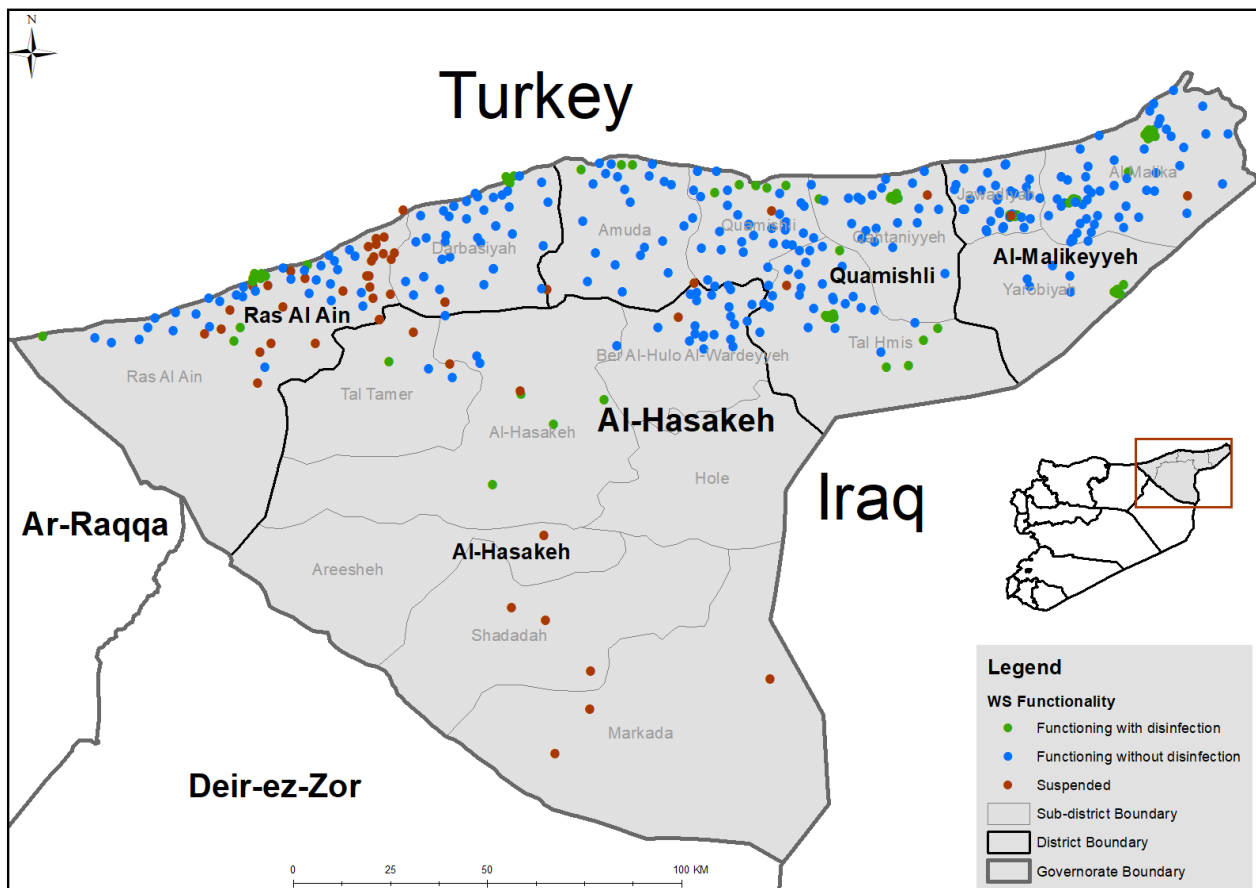 N
Turkey
Al-Malika
Jawadiyah
Quamishli
Amuda
Qahtaniyyeh
Darbasiyah
Al-Malikeyyeh
Quamishli
Yarobiyah
Ras Al Ain
Tal Hmis
Ber Al-Hulo Al-Wardeyyeh
Ras Al Ain
Tal Tamer
Al-Hasakeh
Al-Hasakeh
Hole
Iraq
Ar-Raqqa
Al-Hasakeh
Areesheh
Shadadah
Markada
Deir-ez-Zor
Legend
WS Functionality
Functioning with disinfection
Functioning without disinfection
Suspended
Sub-district Boundary
District Boundary
Governorate Boundary
0 25 50 100 KM